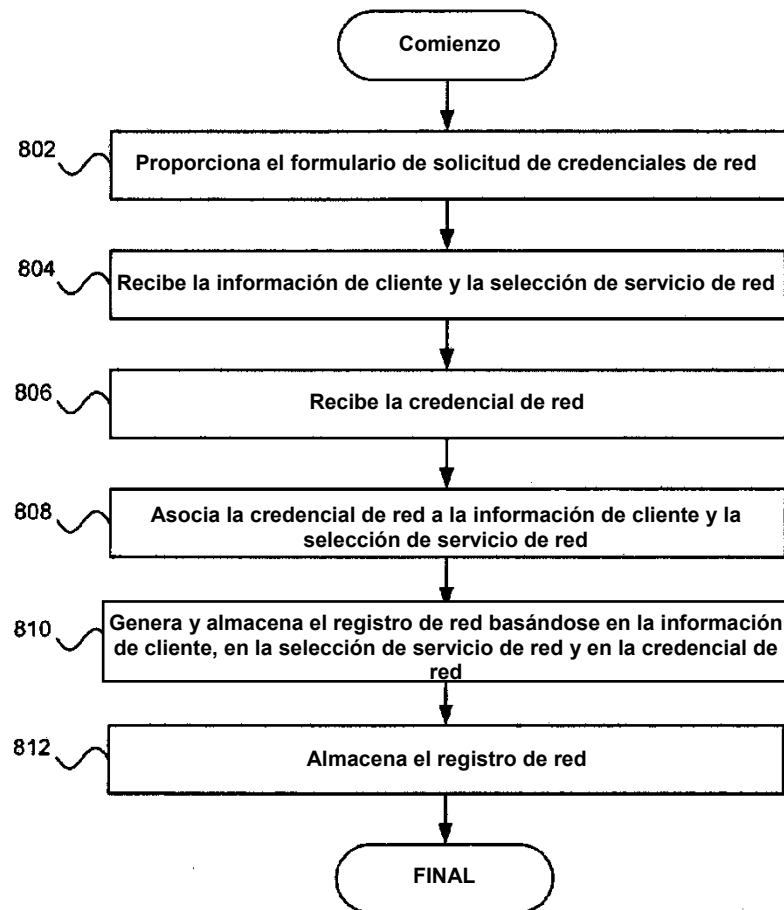 Comienzo
802
Proporciona el formulario de solicitud de credenciales de red
804
Recibe la información de cliente y la selección de servicio de red
806
Recibe la credencial de red
808
Asocia la credencial de red a la información de cliente y la
selección de servicio de red
810
Genera y almacena el registro de red basándose en la información
de cliente, en la selección de servicio de red y en la credencial de
red
812
Almacena el registro de red
FINAL